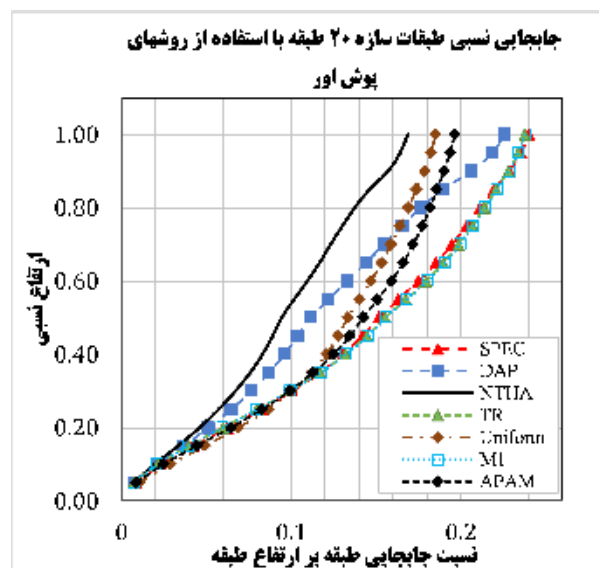 جابجایی نسبی طبقات سازه ۲۰ طبقه با استفاده از روشهای
پوش اور
ارتفاع نسبی
1.00
0.80
0.60
0.40
0.20
0.00
0
0.1
0.2
SPEC
DAP
NTHA
TR
Uniform
M1
APAM
نسبت جابجایی طبقه بر ارتفاع طبقه